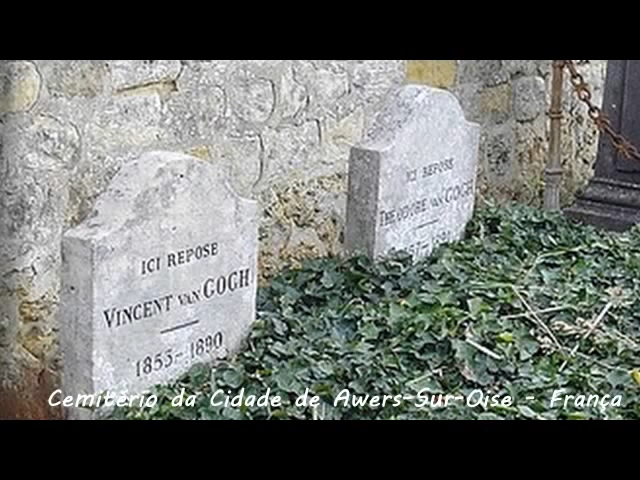 ICI REPOSE
VINCENT VAN GOGH
1853-1890
ICI REPOSE
THEODORE VAN GOGH
Cemitério da Cidade de Awers-Sur-Oise - França